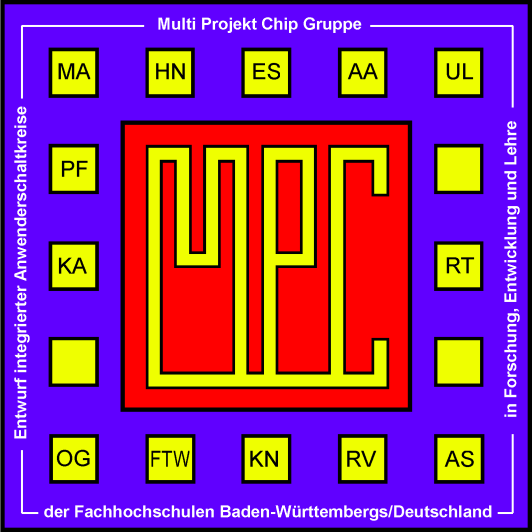 Multi Projekt Chip Gruppe
MA HN ES AA UL
PF
KA RT
OG FTW KN RV AS
MPC
Entwurf integrierter Anwenderschaltkreise
in Forschung, Entwicklung und Lehre
der Fachhochschulen Baden-Württembergs/Deutschland